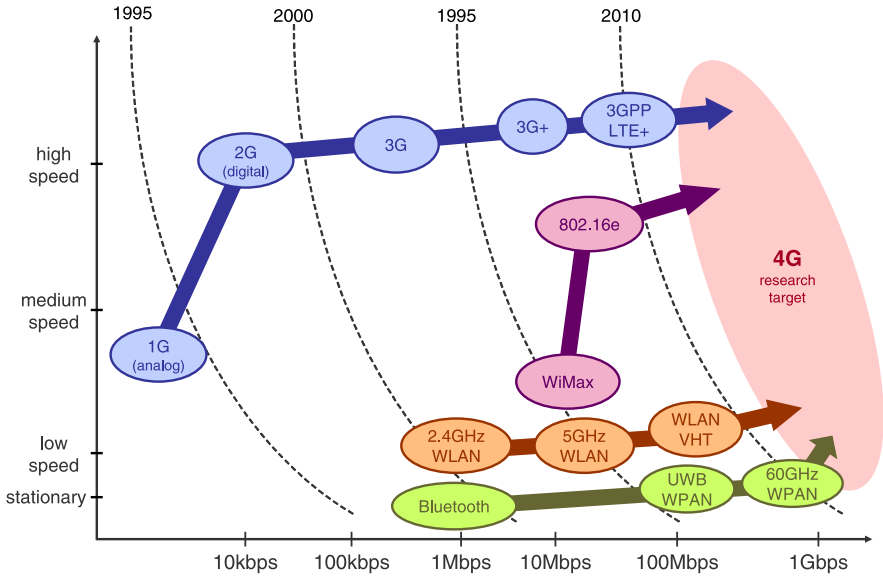 1995
2000
1995
2010
high
speed
medium
speed
low
speed
stationary
2G
(digital)
3G
3G+
3GPP
LTE+
802.16e
4G
research
target
1G
(analog)
WiMax
2.4GHz
WLAN
5GHz
WLAN
WLAN
VHT
Bluetooth
UWB
WPAN
60GHz
WPAN
10kbps
100kbps
1Mbps
10Mbps
100Mbps
1Gbps